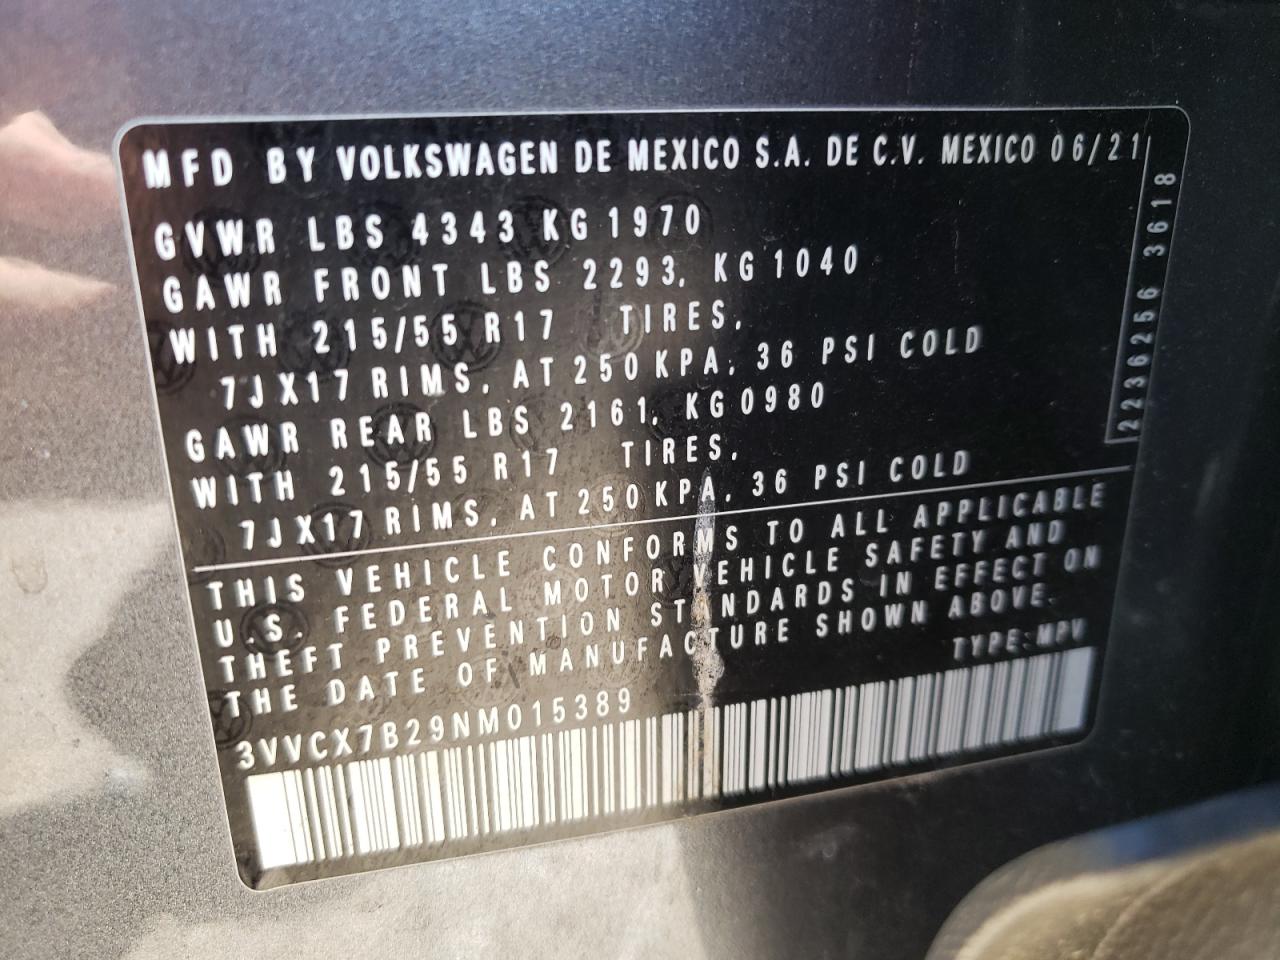 MFD BY VOLKSWAGEN DE MEXICO S.A. DE C.V. MEXICO 06/21
GVWR LBS 4343 KG 1970
GAWR FRONT LBS 2293, KG 1040
WITH 215/55 R17 TIRES,
7JX17 RIMS, AT 250 KPA, 36 PSI COLD
GAWR REAR LBS 2161, KG 0980
WITH 215/55 R17 TIRES,
7JX17 RIMS, AT 250 KPA, 36 PSI COLD
2236256 3618
THIS VEHICLE CONFORMS TO ALL APPLICABLE
U.S. FEDERAL MOTOR VEHICLE SAFETY AND
THEFT PREVENTION STANDARDS IN EFFECT ON
THE DATE OF MANUFACTURE SHOWN ABOVE.
TYPE:MPV
3VVCX7B29NM015389